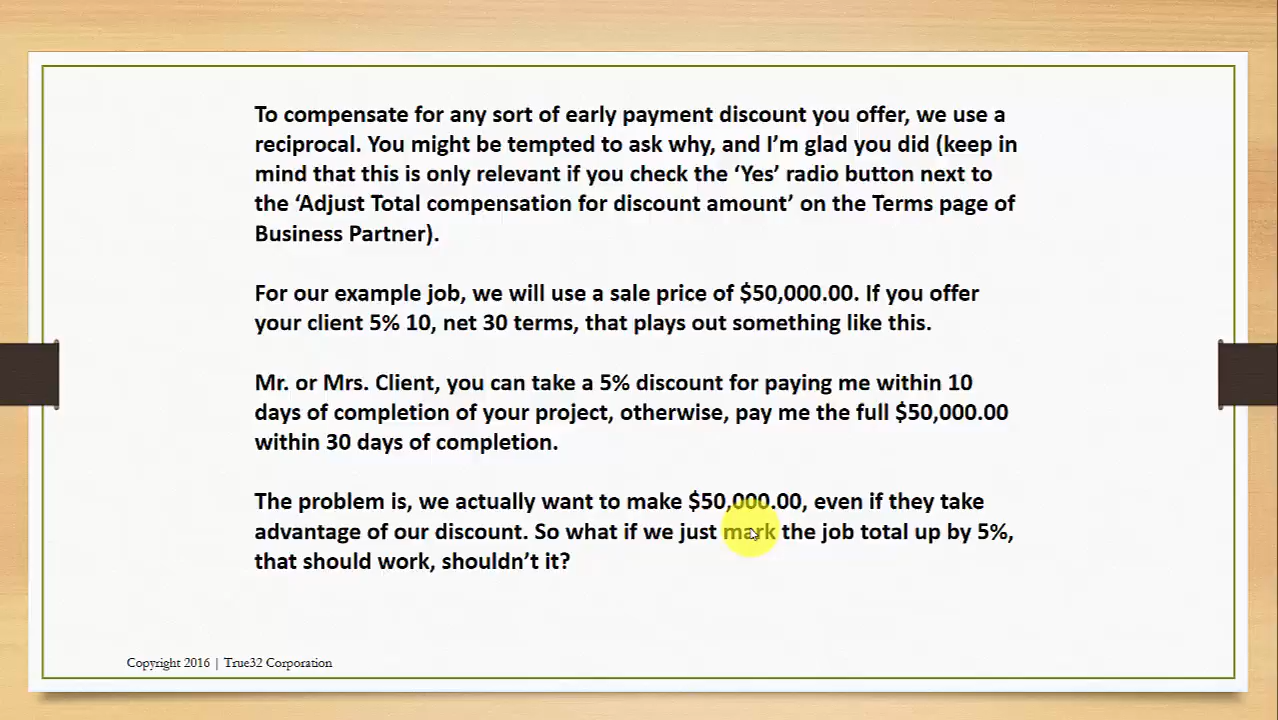 To compensate for any sort of early payment discount you offer, we use a
reciprocal. You might be tempted to ask why, and I’m glad you did (keep in
mind that this is only relevant if you check the ‘Yes’ radio button next to
the ‘Adjust Total compensation for discount amount’ on the Terms page of
Business Partner).
For our example job, we will use a sale price of $50,000.00. If you offer
your client 5% 10, net 30 terms, that plays out something like this.
Mr. or Mrs. Client, you can take a 5% discount for paying me within 10
days of completion of your project, otherwise, pay me the full $50,000.00
within 30 days of completion.
The problem is, we actually want to make $50,000.00, even if they take
advantage of our discount. So what if we just mark the job total up by 5%,
that should work, shouldn’t it?
Copyright 2016 | True32 Corporation